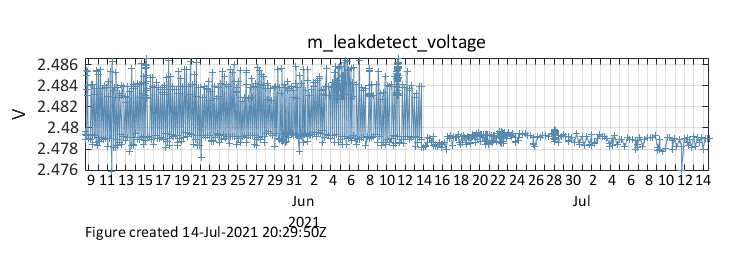 m_leakdetect_voltage
2.486
2.484
2.482
2.48
2.478
2.476
V
9 11 13 15 17 19 21 23 25 27 29 31 2 4 6 8 10 12 14 16 18 20 22 24 26 28 30 2 4 6 8 10 12 14
Jun Jul
2021
Figure created 14-Jul-2021 20:29:50Z